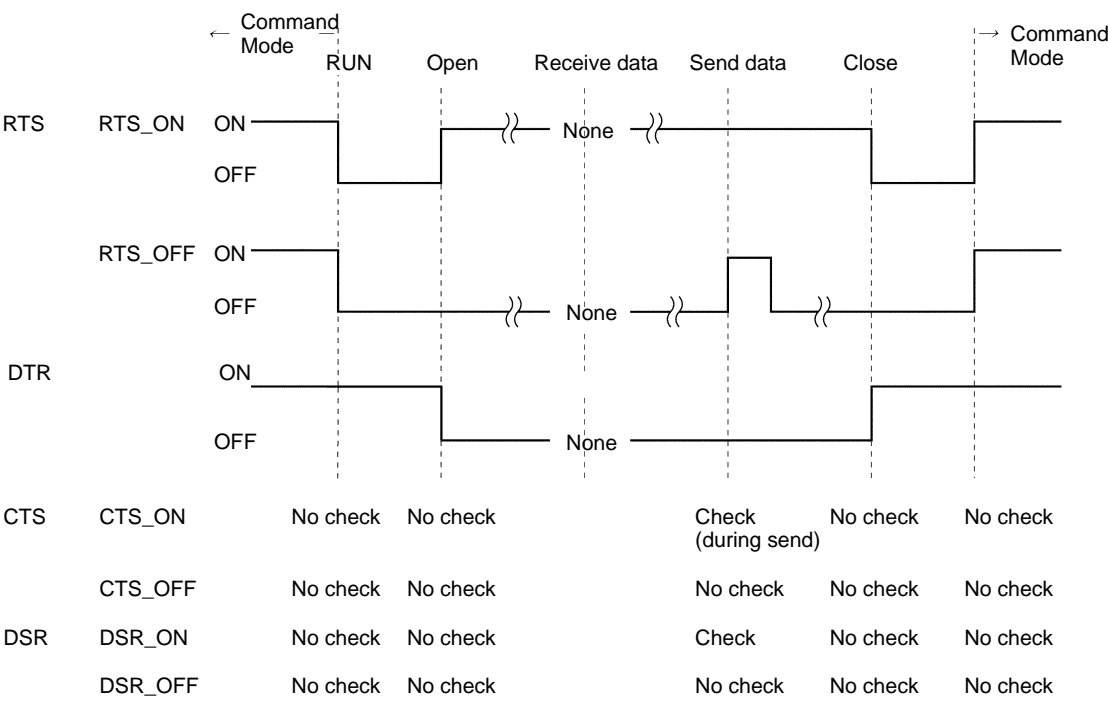 ← Command Mode
→ Command Mode
RUN Open Receive data Send data Close
RTS RTS_ON ON None
OFF
RTS_OFF ON
OFF None
DTR ON
OFF None
CTS CTS_ON No check No check Check (during send) No check No check
CTS_OFF No check No check No check No check No check
DSR DSR_ON No check No check Check No check No check
DSR_OFF No check No check No check No check No check